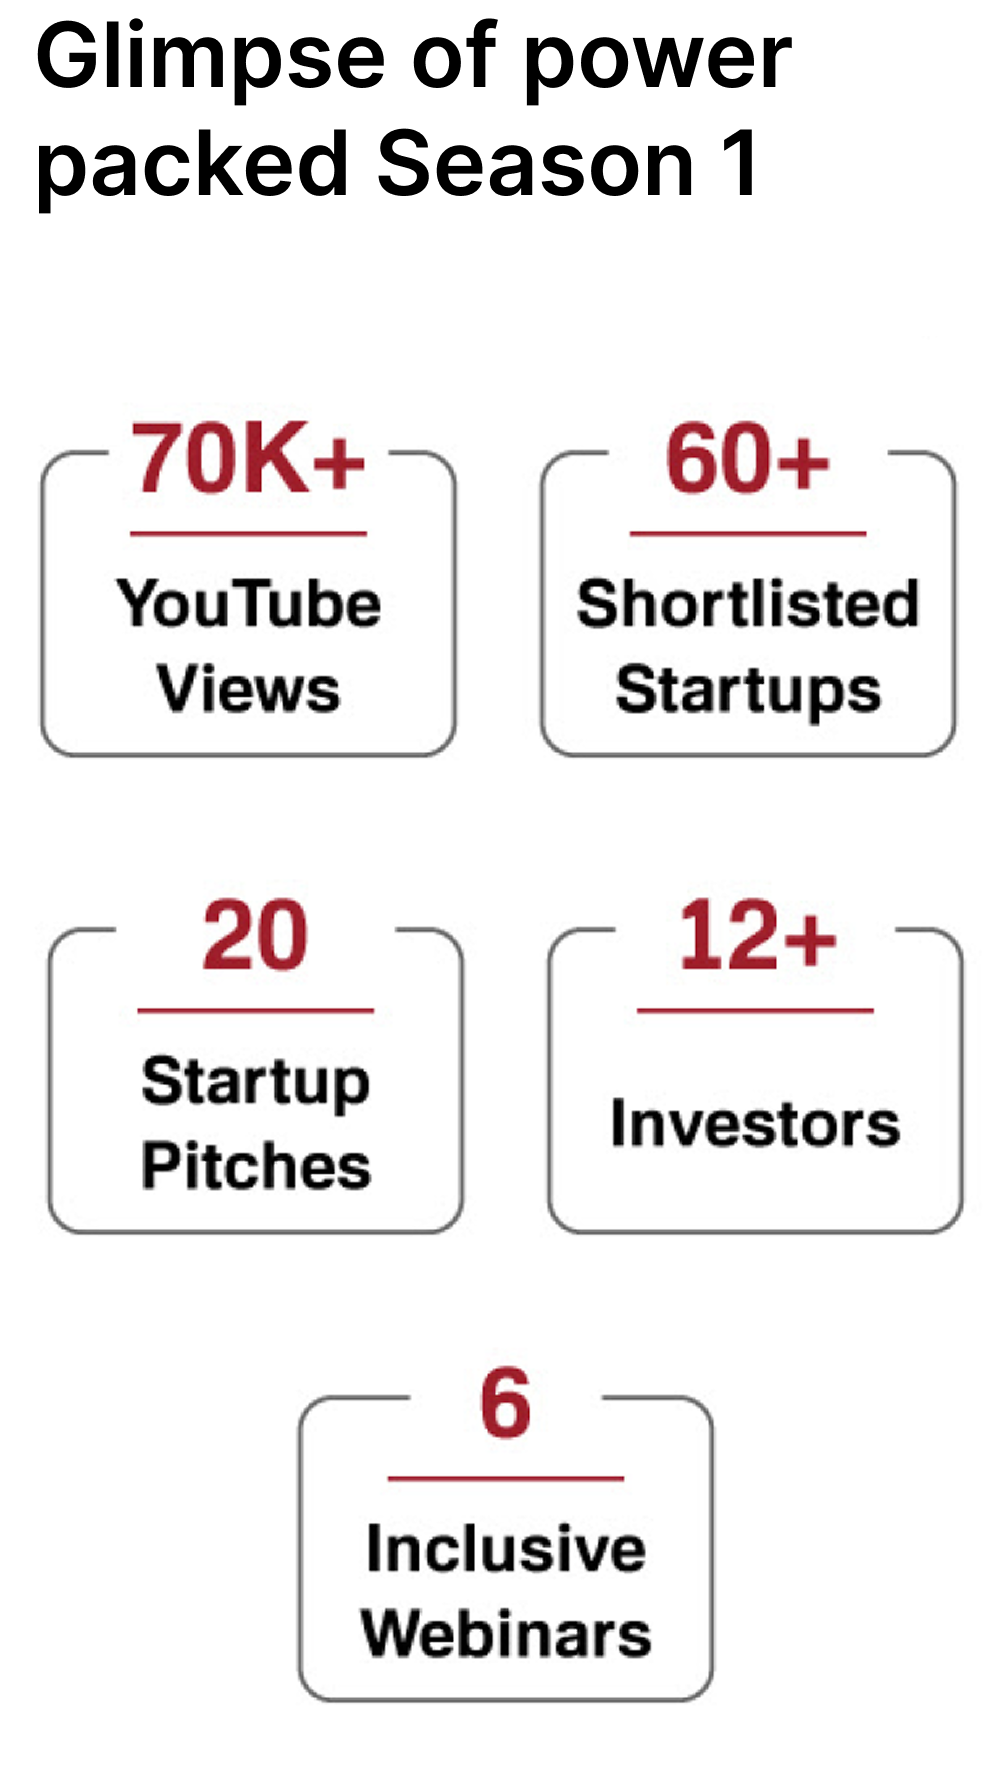 Glimpse of power
packed Season 1
70K+
YouTube
Views
60+
Shortlisted
Startups
20
Startup
Pitches
12+
Investors
6
Inclusive
Webinars